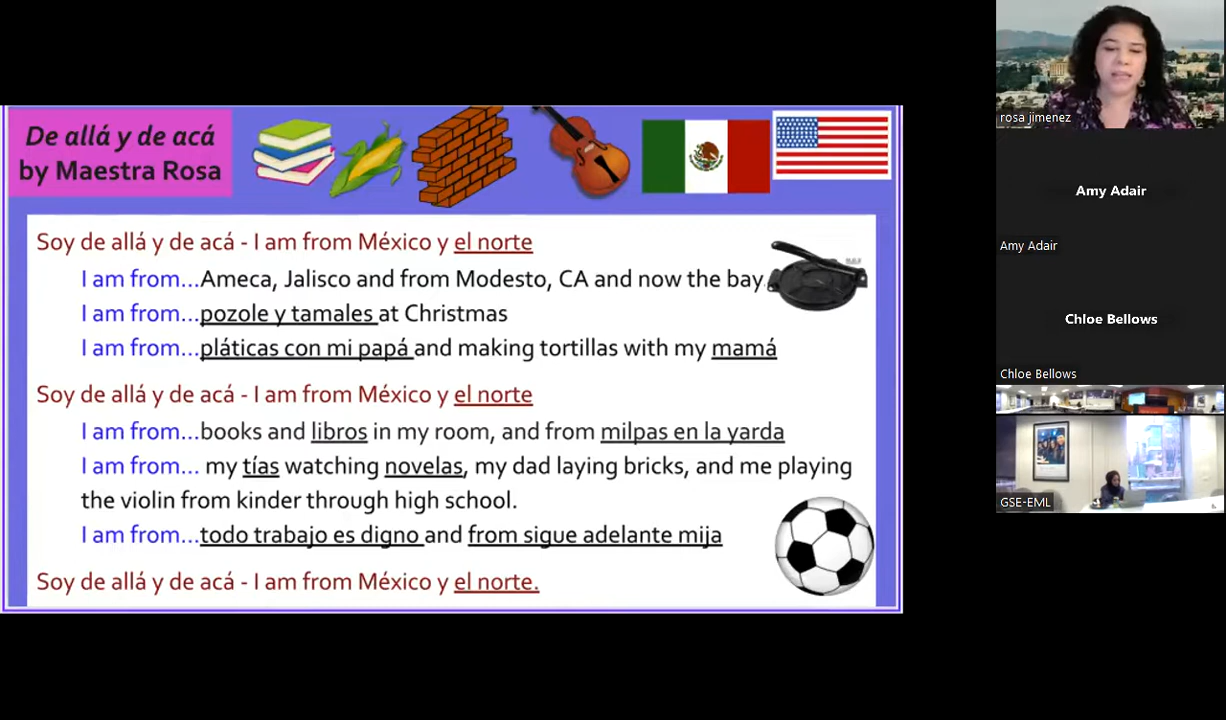 De allá y de acá
by Maestra Rosa
Soy de allá y de acá - I am from México y el norte
I am from...Ameca, Jalisco and from Modesto, CA and now the bay.
I am from...pozole y tamales at Christmas
I am from...pláticas con mi papá and making tortillas with my mamá
Soy de allá y de acá - I am from México y el norte
I am from...books and libros in my room, and from milpas en la yarda
I am from... my tías watching novelas, my dad laying bricks, and me playing
the violin from kinder through high school.
I am from...todo trabajo es digno and from sigue adelante mija
Soy de allá y de acá - I am from México y el norte.
rosa jimenez
Amy Adair
Amy Adair
Chloe Bellows
Chloe Bellows
GSE-EML